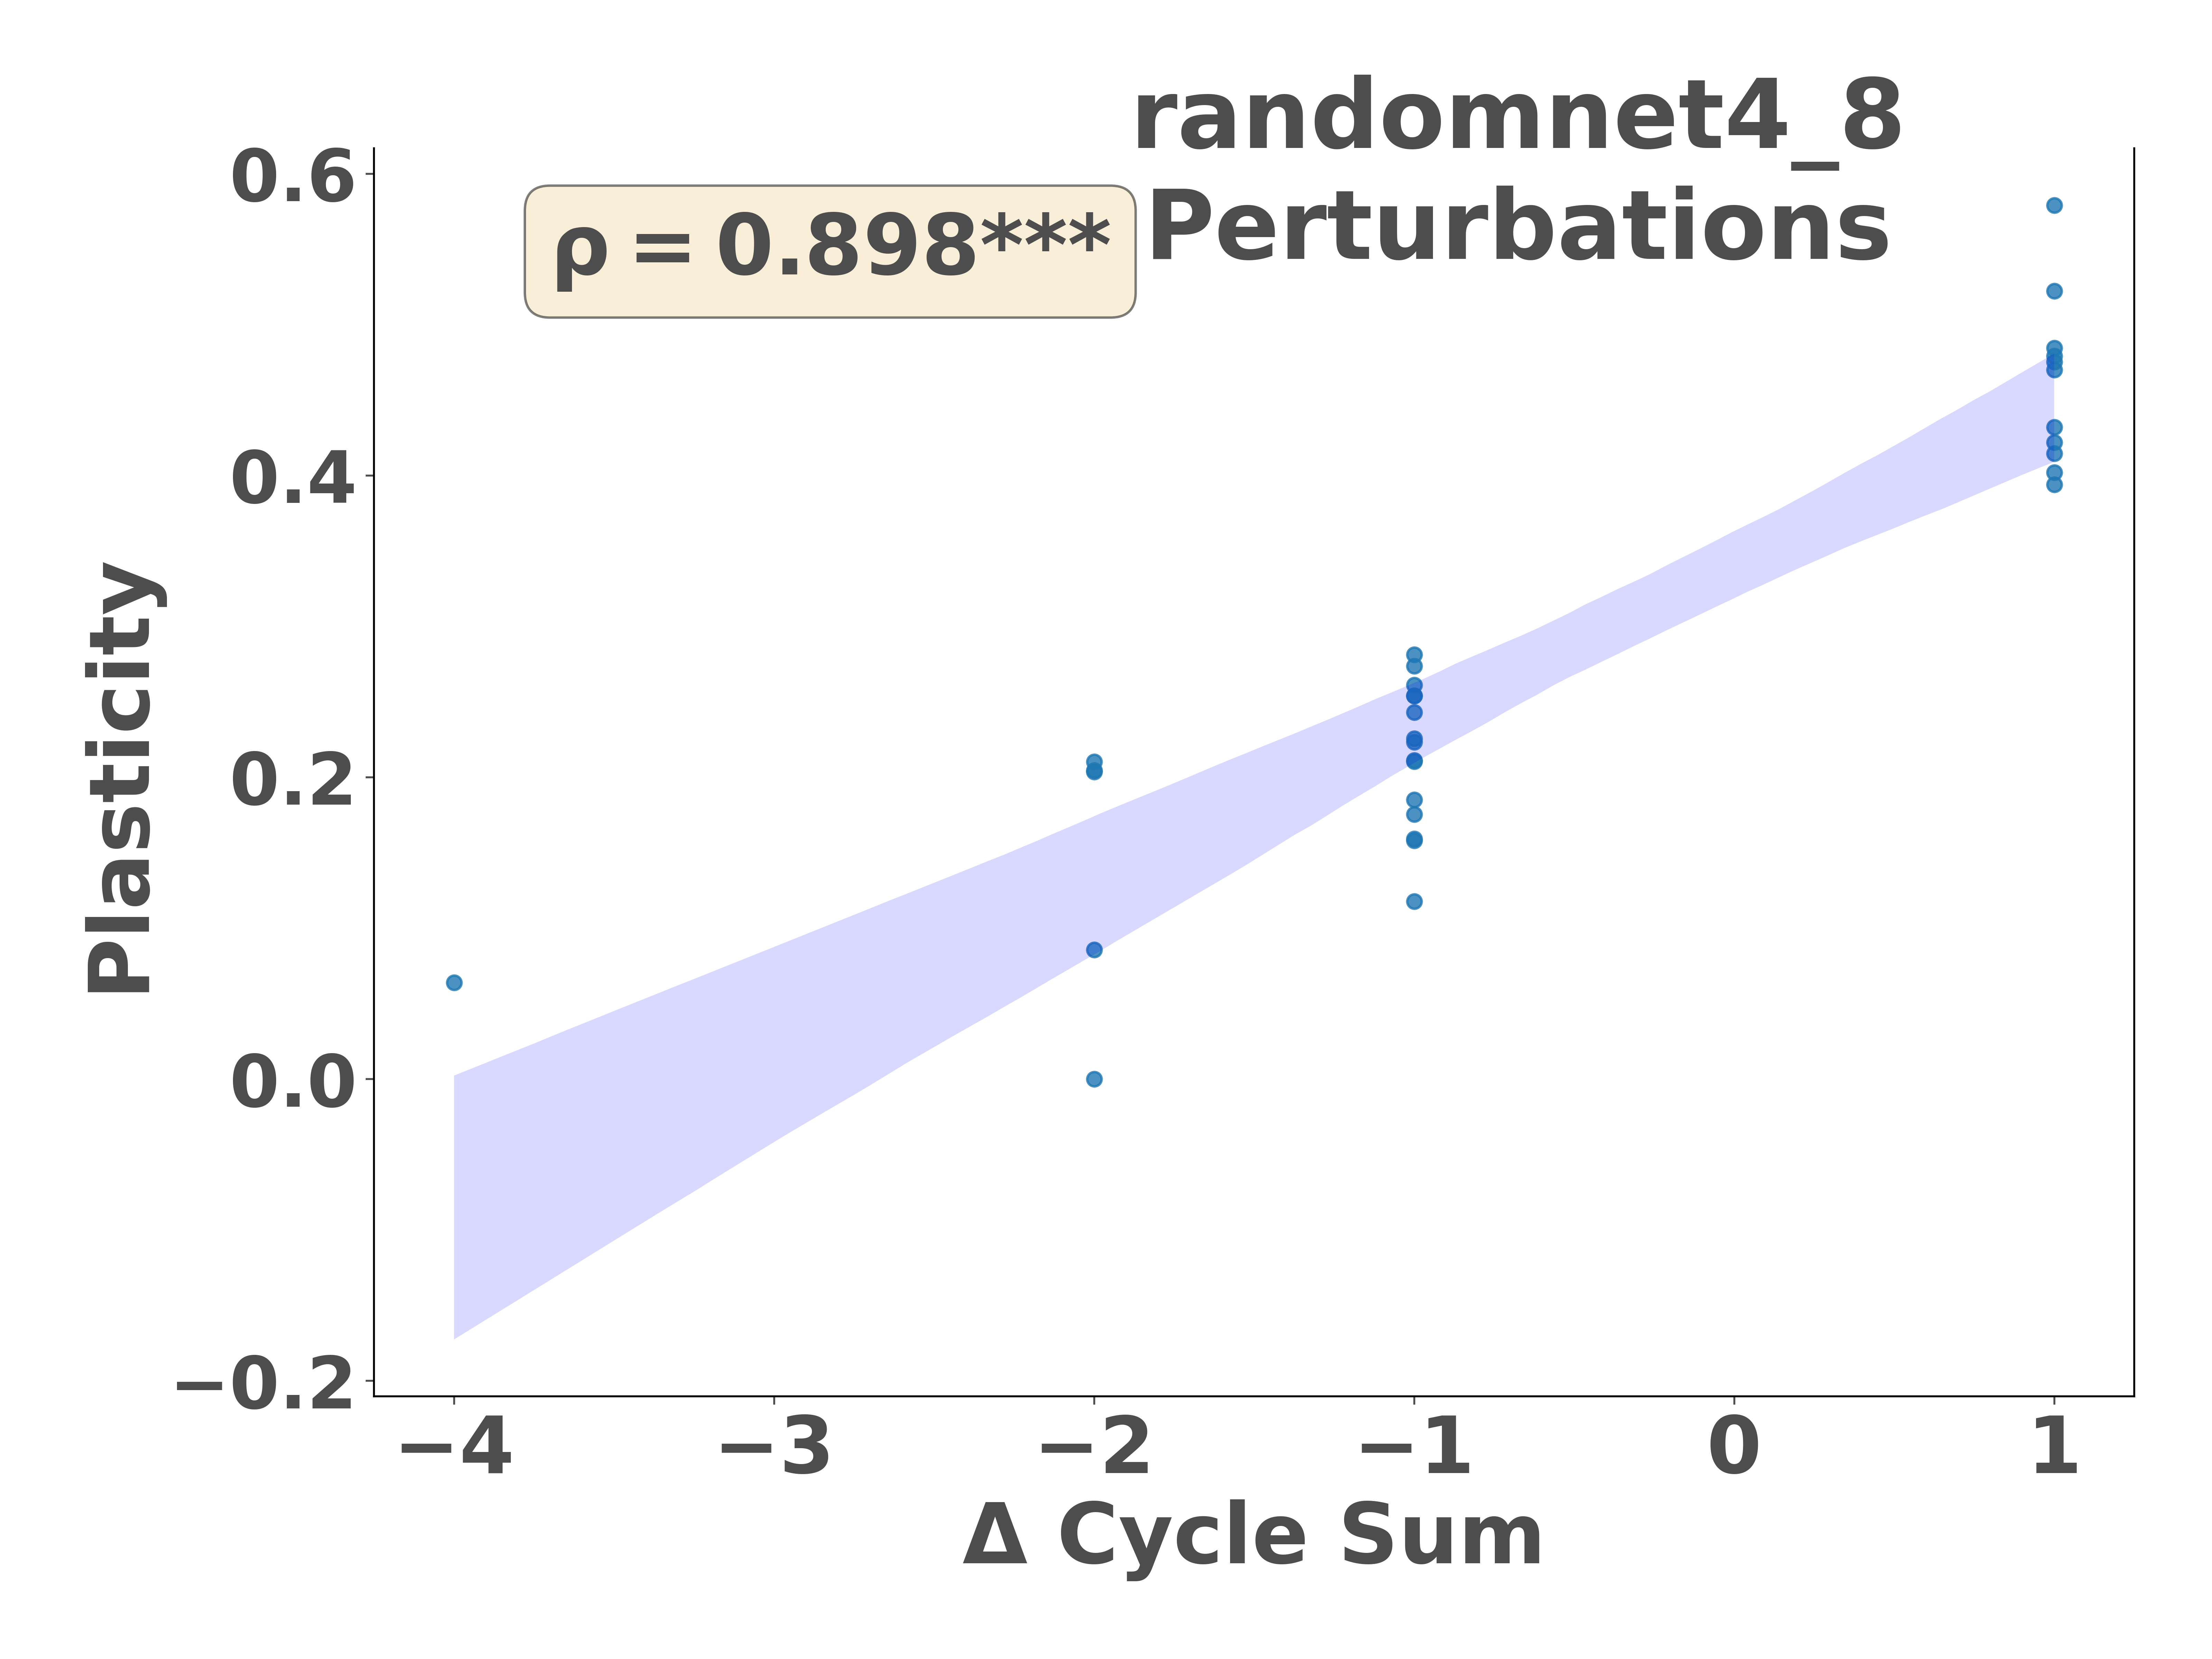 randomnet4_8
Perturbations
ρ = 0.898***
0.6
0.4
0.2
0.0
−0.2
Plasticity
−4 −3 −2 −1 0 1
Δ Cycle Sum